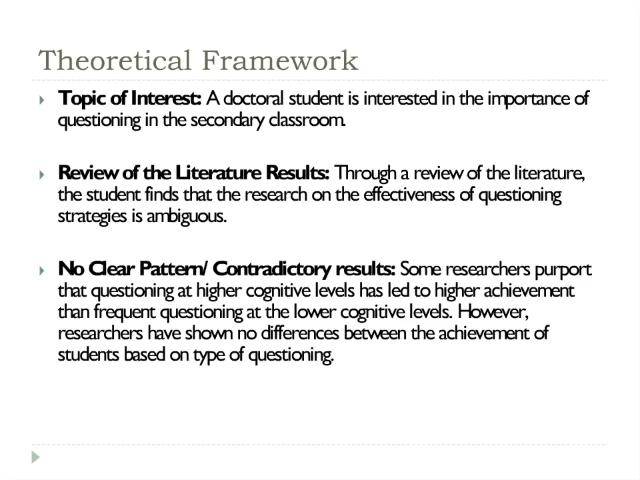 Theoretical Framework
Topic of Interest: A doctoral student is interested in the importance of
questioning in the secondary classroom.
Review of the Literature Results: Through a review of the literature,
the student finds that the research on the effectiveness of questioning
strategies is ambiguous.
No Clear Pattern/ Contradictory results: Some researchers purport
that questioning at higher cognitive levels has led to higher achievement
than frequent questioning at the lower cognitive levels. However,
researchers have shown no differences between the achievement of
students based on type of questioning.